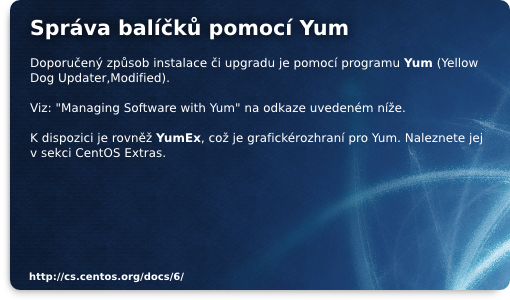 Správa balíčků pomocí Yum
Doporučený způsob instalace či upgradu je pomocí programu Yum (Yellow
Dog Updater,Modified).
Viz: "Managing Software with Yum" na odkaze uvedeném níže.
K dispozici je rovněž YumEx, což je grafickérozhraní pro Yum. Naleznete jej
v sekci CentOS Extras.
http://cs.centos.org/docs/6/